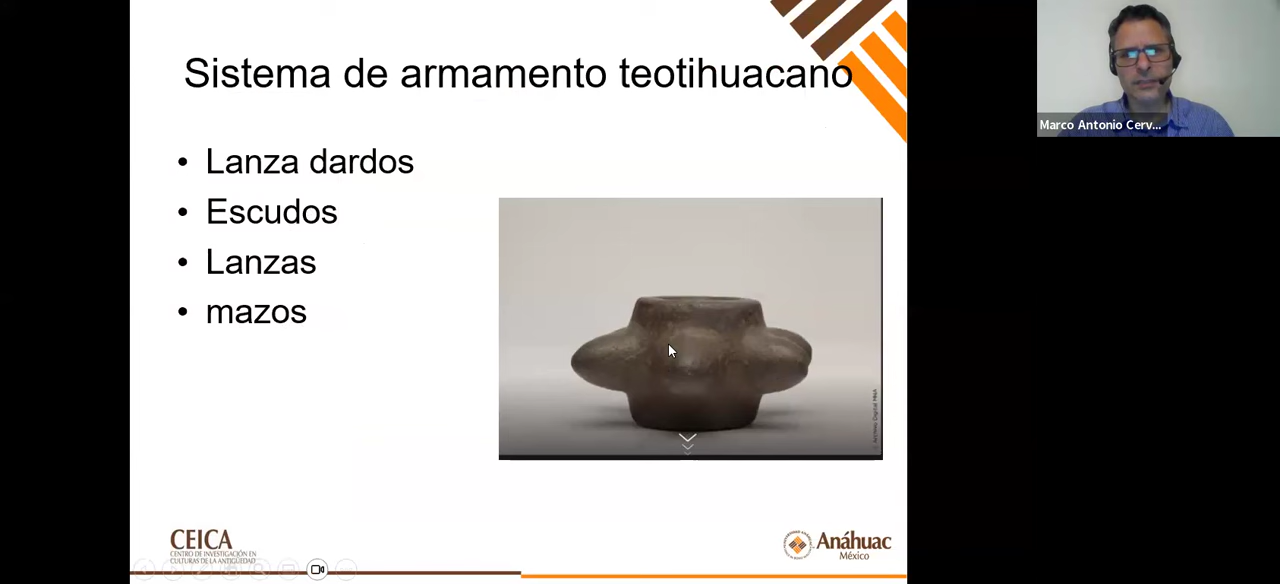 Sistema de armamento teotihuacano
Marco Antonio Cerv...
• Lanza dardos
• Escudos
• Lanzas
• mazos
CEICA
CENTRO DE INVESTIGACIÓN EN
CULTURAS DE LA ANTIGÜEDAD
Anáhuac
México